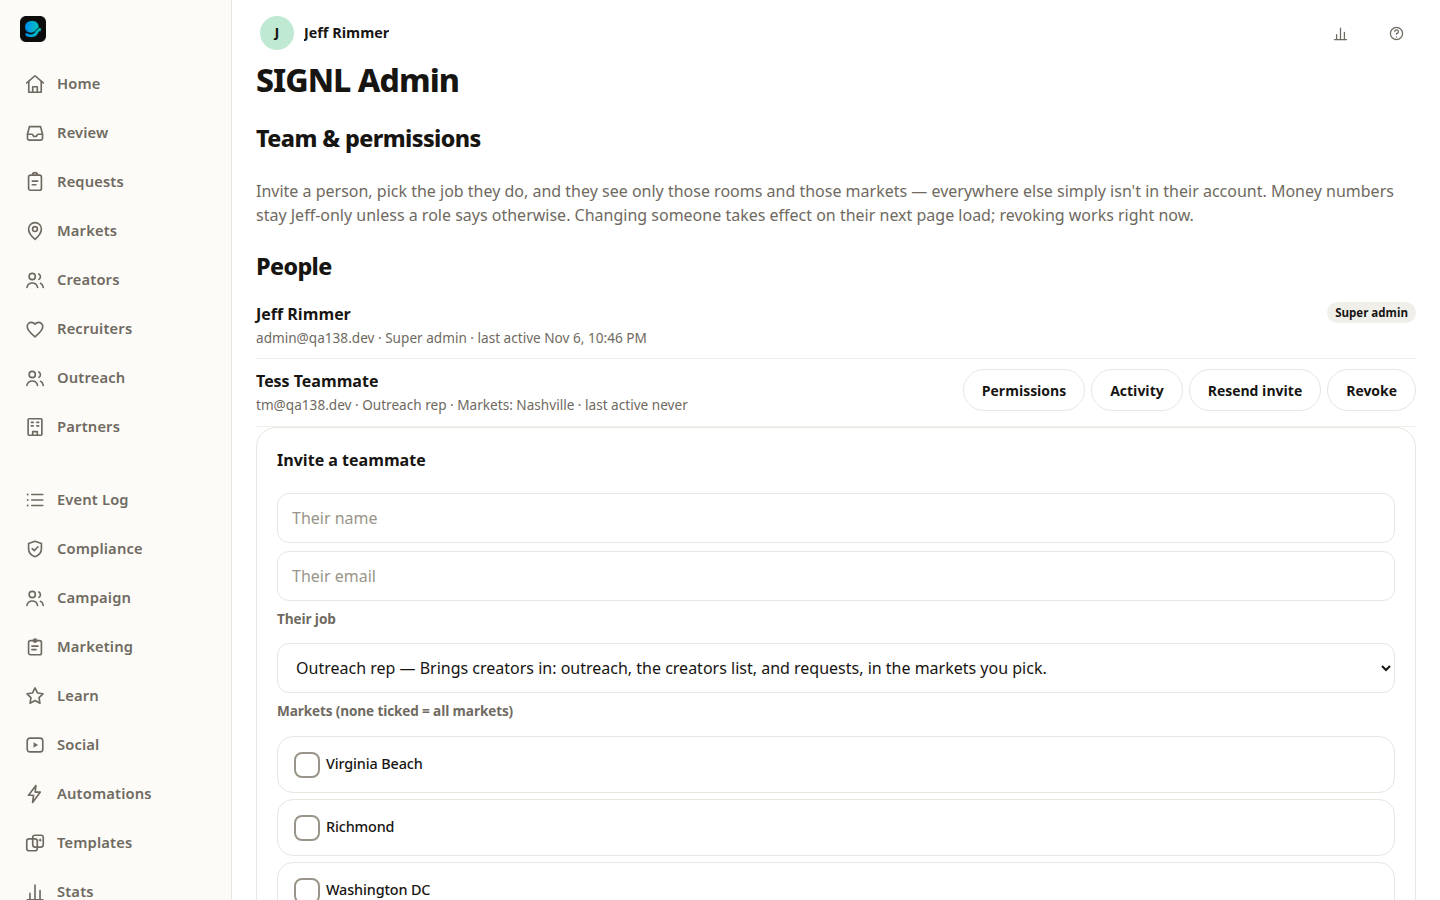 J
Jeff Rimmer
SIGNL Admin
Home
Review
Requests
Markets
Creators
Recruiters
Outreach
Partners
Event Log
Compliance
Campaign
Marketing
Learn
Social
Automations
Templates
Stats
Team & permissions
Invite a person, pick the job they do, and they see only those rooms and those markets — everywhere else simply isn't in their account. Money numbers
stay Jeff-only unless a role says otherwise. Changing someone takes effect on their next page load; revoking works right now.
People
Jeff Rimmer
Super admin
admin@qa138.dev · Super admin · last active Nov 6, 10:46 PM
Tess Teammate
tm@qa138.dev · Outreach rep · Markets: Nashville · last active never
Permissions
Activity
Resend invite
Revoke
Invite a teammate
Their name
Their email
Their job
Outreach rep — Brings creators in: outreach, the creators list, and requests, in the markets you pick.
Markets (none ticked = all markets)
Virginia Beach
Richmond
Washington DC